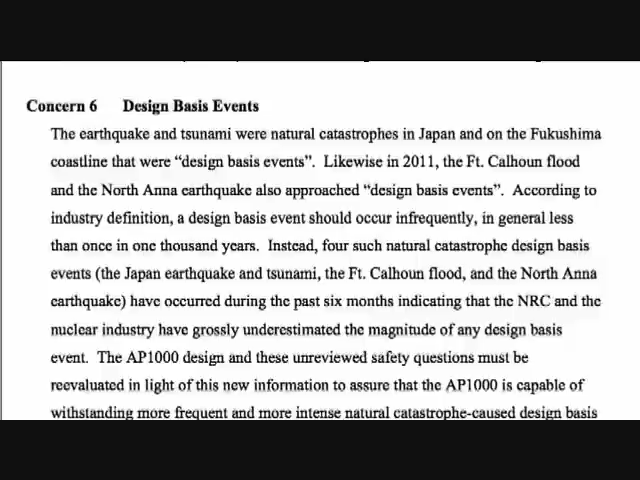 Concern 6 Design Basis Events
The earthquake and tsunami were natural catastrophes in Japan and on the Fukushima
coastline that were “design basis events”. Likewise in 2011, the Ft. Calhoun flood
and the North Anna earthquake also approached “design basis events”. According to
industry definition, a design basis event should occur infrequently, in general less
than once in one thousand years. Instead, four such natural catastrophe design basis
events (the Japan earthquake and tsunami, the Ft. Calhoun flood, and the North Anna
earthquake) have occurred during the past six months indicating that the NRC and the
nuclear industry have grossly underestimated the magnitude of any design basis
event. The AP1000 design and these unreviewed safety questions must be
reevaluated in light of this new information to assure that the AP1000 is capable of
withstanding more frequent and more intense natural catastrophe-caused design basis